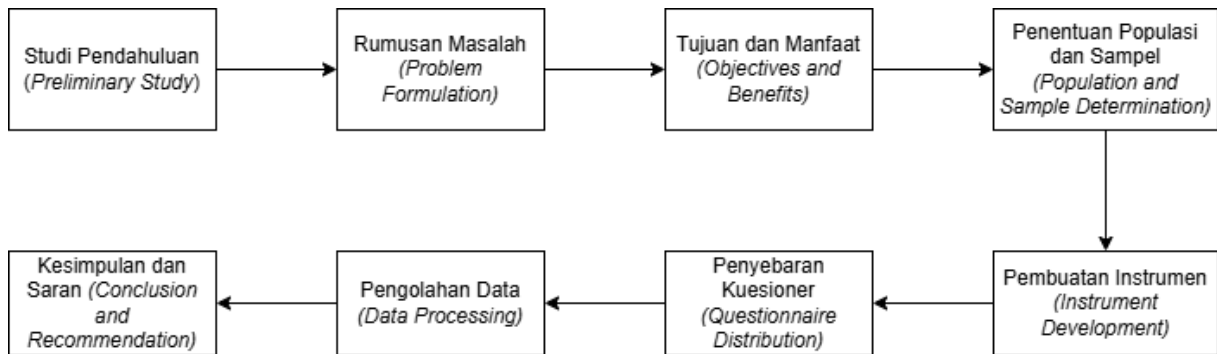 Studi Pendahuluan
(Preliminary Study)
Rumusan Masalah
(Problem
Formulation)
Tujuan dan Manfaat
(Objectives and
Benefits)
Penentuan Populasi
dan Sampel
(Population and
Sample Determination)
Pembuatan Instrumen
(Instrument
Development)
Penyebaran
Kuesioner
(Questionnaire
Distribution)
Pengolahan Data
(Data Processing)
Kesimpulan dan
Saran (Conclusion
and
Recommendation)